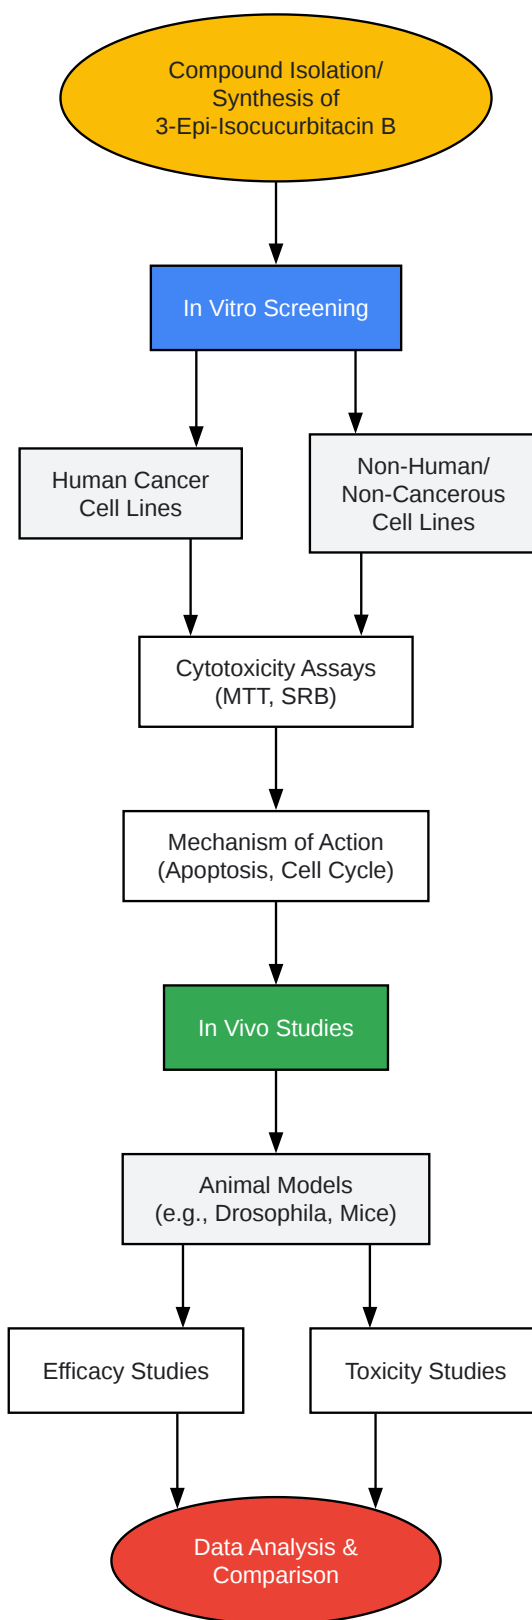 Compound Isolation/
Synthesis of
3-Epi-Isocucurbitacin B
In Vitro Screening
Human Cancer
Cell Lines
Non-Human/
Non-Cancerous
Cell Lines
Cytotoxicity Assays
(MTT, SRB)
Mechanism of Action
(Apoptosis, Cell Cycle)
In Vivo Studies
Animal Models
(e.g., Drosophila, Mice)
Efficacy Studies
Toxicity Studies
Data Analysis &
Comparison